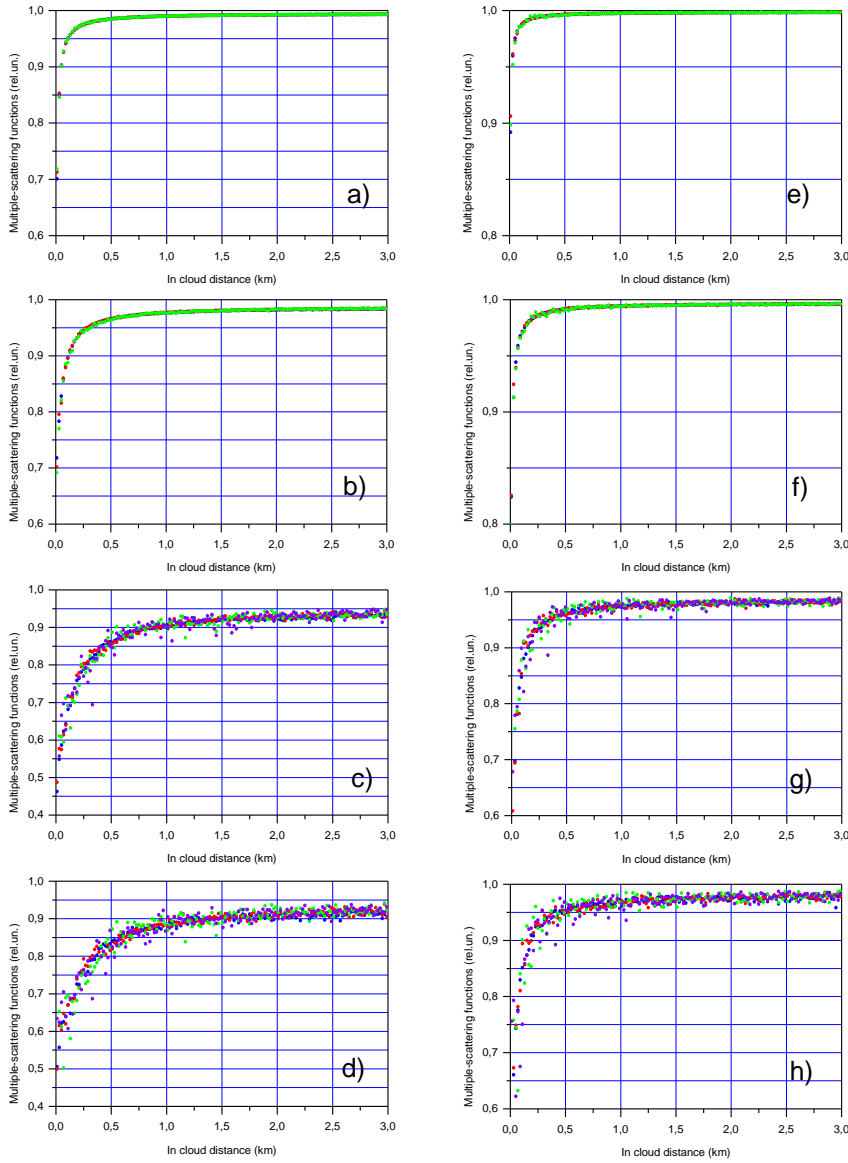 1,0
0,9
0,8
0,7
0,6
0,0 0,5 1,0 1,5 2,0 2,5 3,0
Multiple-scattering functions (rel.un.)
In cloud distance (km)
a)
1,0
0,9
0,8
0,0 0,5 1,0 1,5 2,0 2,5 3,0
Multiple-scattering functions (rel.un.)
In cloud distance (km)
e)
1,0
0,9
0,8
0,7
0,6
0,0 0,5 1,0 1,5 2,0 2,5 3,0
Multiple-scattering functions (rel.un.)
In cloud distance (km)
b)
1,0
0,9
0,8
0,0 0,5 1,0 1,5 2,0 2,5 3,0
Multiple-scattering functions (rel.un.)
In cloud distance (km)
f)
1,0
0,9
0,8
0,7
0,6
0,5
0,4
0,0 0,5 1,0 1,5 2,0 2,5 3,0
Multiple-scattering functions (rel.un.)
In cloud distance (km)
c)
1,0
0,9
0,8
0,7
0,6
0,0 0,5 1,0 1,5 2,0 2,5 3,0
Multiple-scattering functions (rel.un.)
In cloud distance (km)
g)
1,0
0,9
0,8
0,7
0,6
0,5
0,4
0,0 0,5 1,0 1,5 2,0 2,5 3,0
Multiple-scattering functions (rel.un.)
In cloud distance (km)
d)
1,0
0,9
0,8
0,7
0,6
0,0 0,5 1,0 1,5 2,0 2,5 3,0
Multiple-scattering functions (rel.un.)
In cloud distance (km)
h)